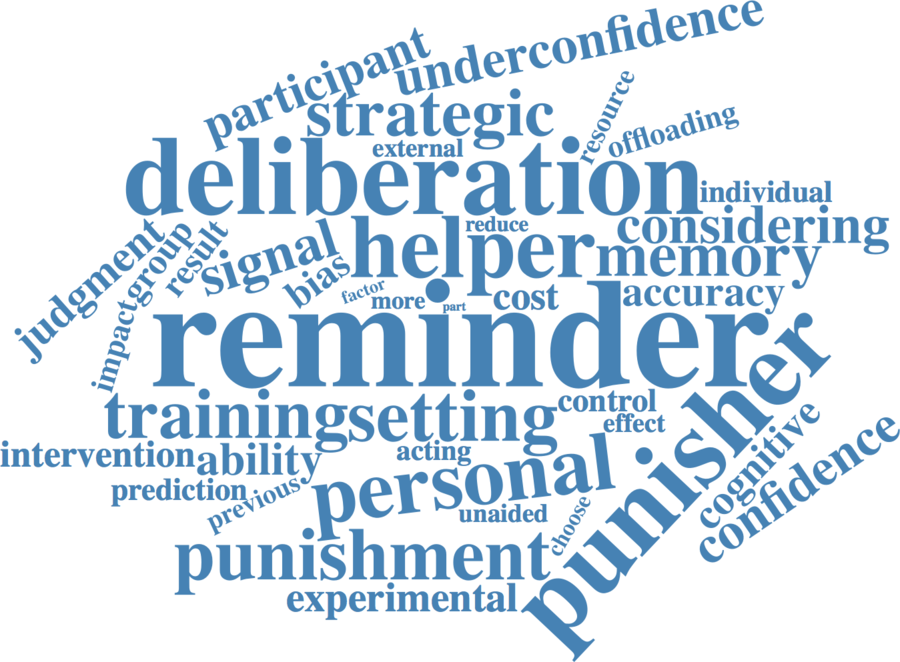 participant
underconfidence
strategic
resource
offloading
external
deliberation
individual
judgment
group
result
signal
reduce
helper
considering
memory
bias
factor
more
part
cost
accuracy
impact
reminder
training
setting
control
effect
punisher
intervention
ability
acting
cognitive
confidence
prediction
previous
personal
unaided
choose
punishment
experimental